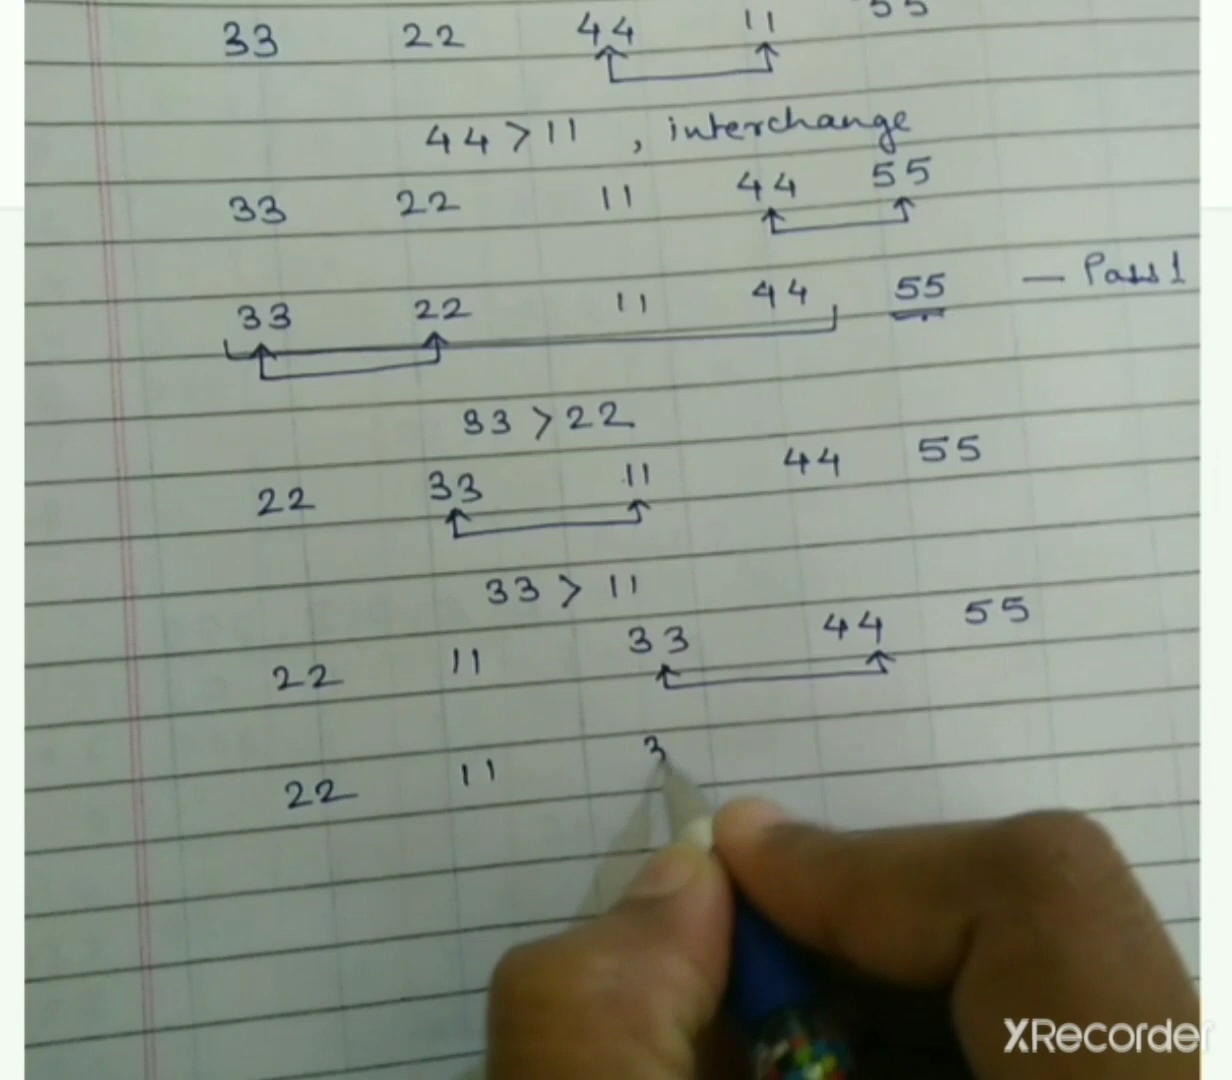 33 22 44 11 55
44 > 11 , interchange
33 22 11 44 55
33 22 11 44 55 — Pass 1
33 > 22
22 33 11 44 55
33 > 11
22 11 33 44 55
22 11 3
XRecorder